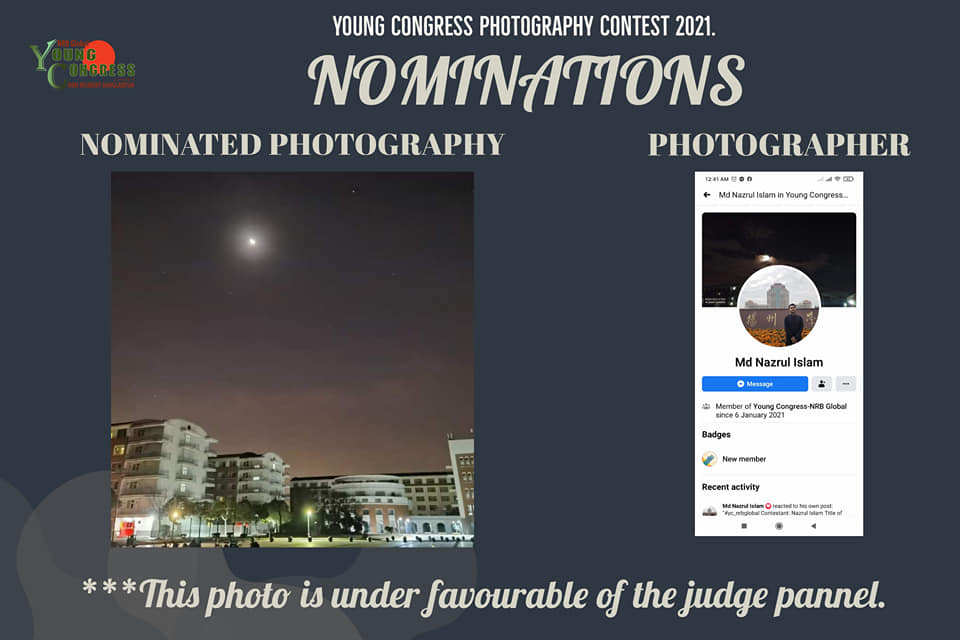 YOUNG CONGRESS PHOTOGRAPHY CONTEST 2021.
NOMINATIONS
YOUNG
CONGRESS
NOMINATED PHOTOGRAPHY
PHOTOGRAPHER
12:41 AM
Md Nazrul Islam in Young Congress...
Md Nazrul Islam
Message
Member of Young Congress-NRB Global
since 6 January 2021
Badges
New member
Recent activity
Md Nazrul Islam reacted to his own post:
"#yc_rebglobal Contestant: Nazrul Islam Title of
***This photo is under favourable of the judge pannel.